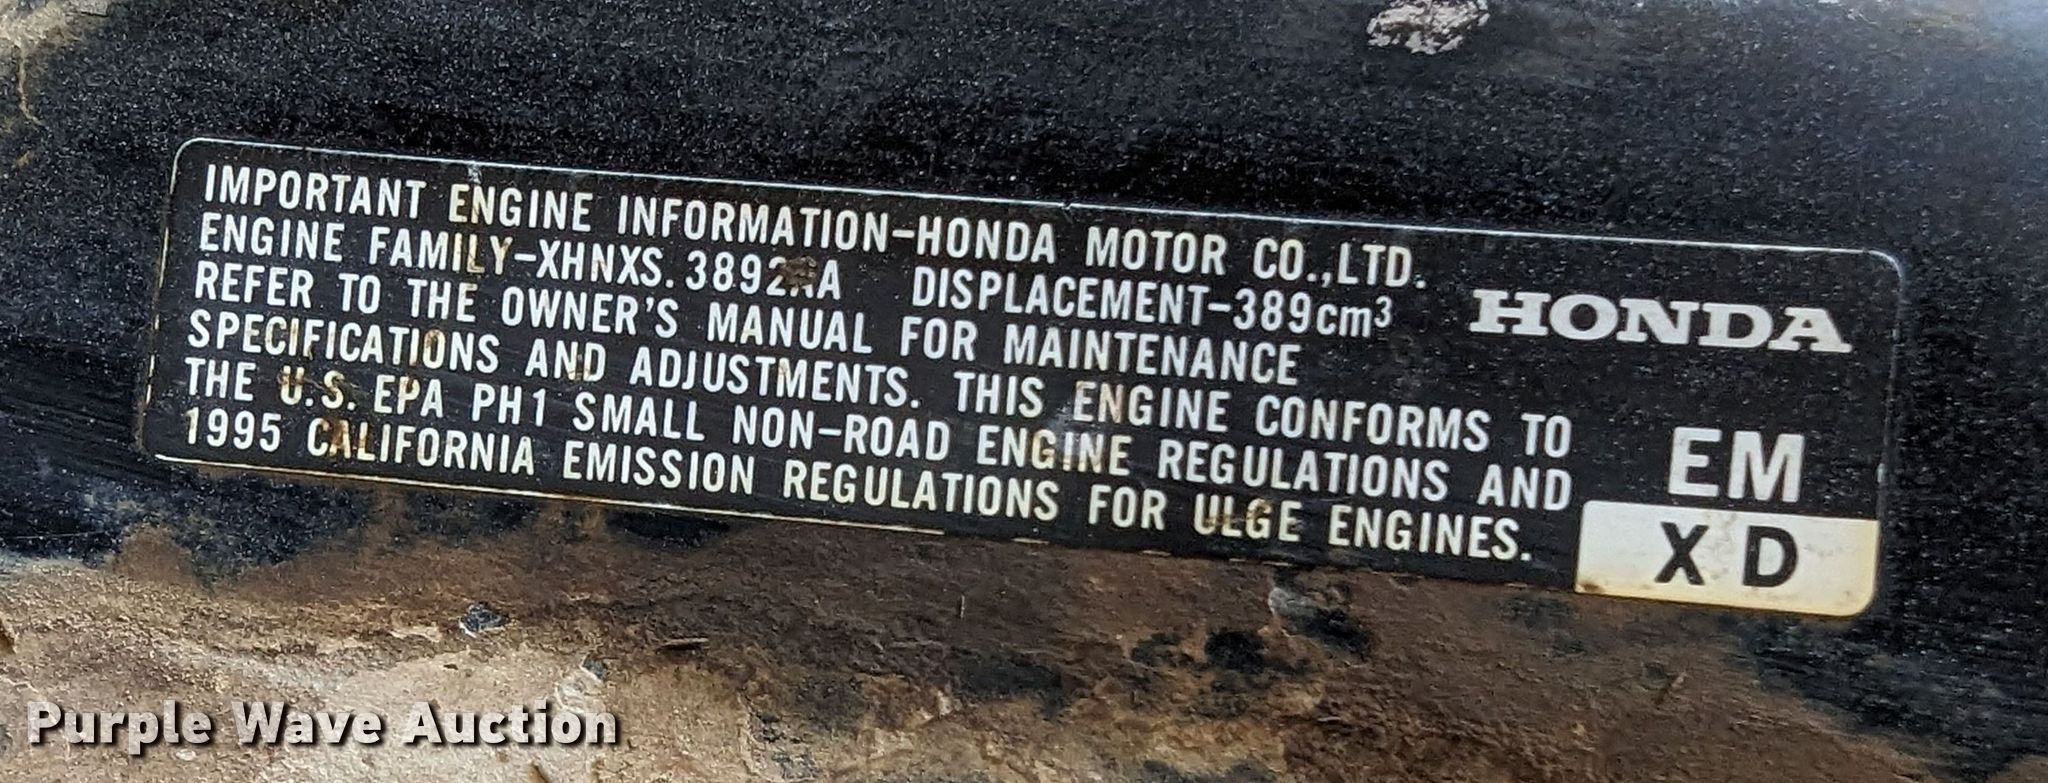 IMPORTANT ENGINE INFORMATION-HONDA MOTOR CO.,LTD.
ENGINE FAMILY-XHNXS. DISPLACEMENT-389cm³
REFER TO THE OWNER'S MANUAL FOR MAINTENANCE
SPECIFICATIONS AND ADJUSTMENTS. THIS ENGINE CONFORMS TO
THE U.S. EPA PH1 SMALL NON-ROAD ENGINE REGULATIONS AND
1995 CALIFORNIA EMISSION REGULATIONS FOR ULGE ENGINES.
HONDA
EM
X D
Purple Wave Auction